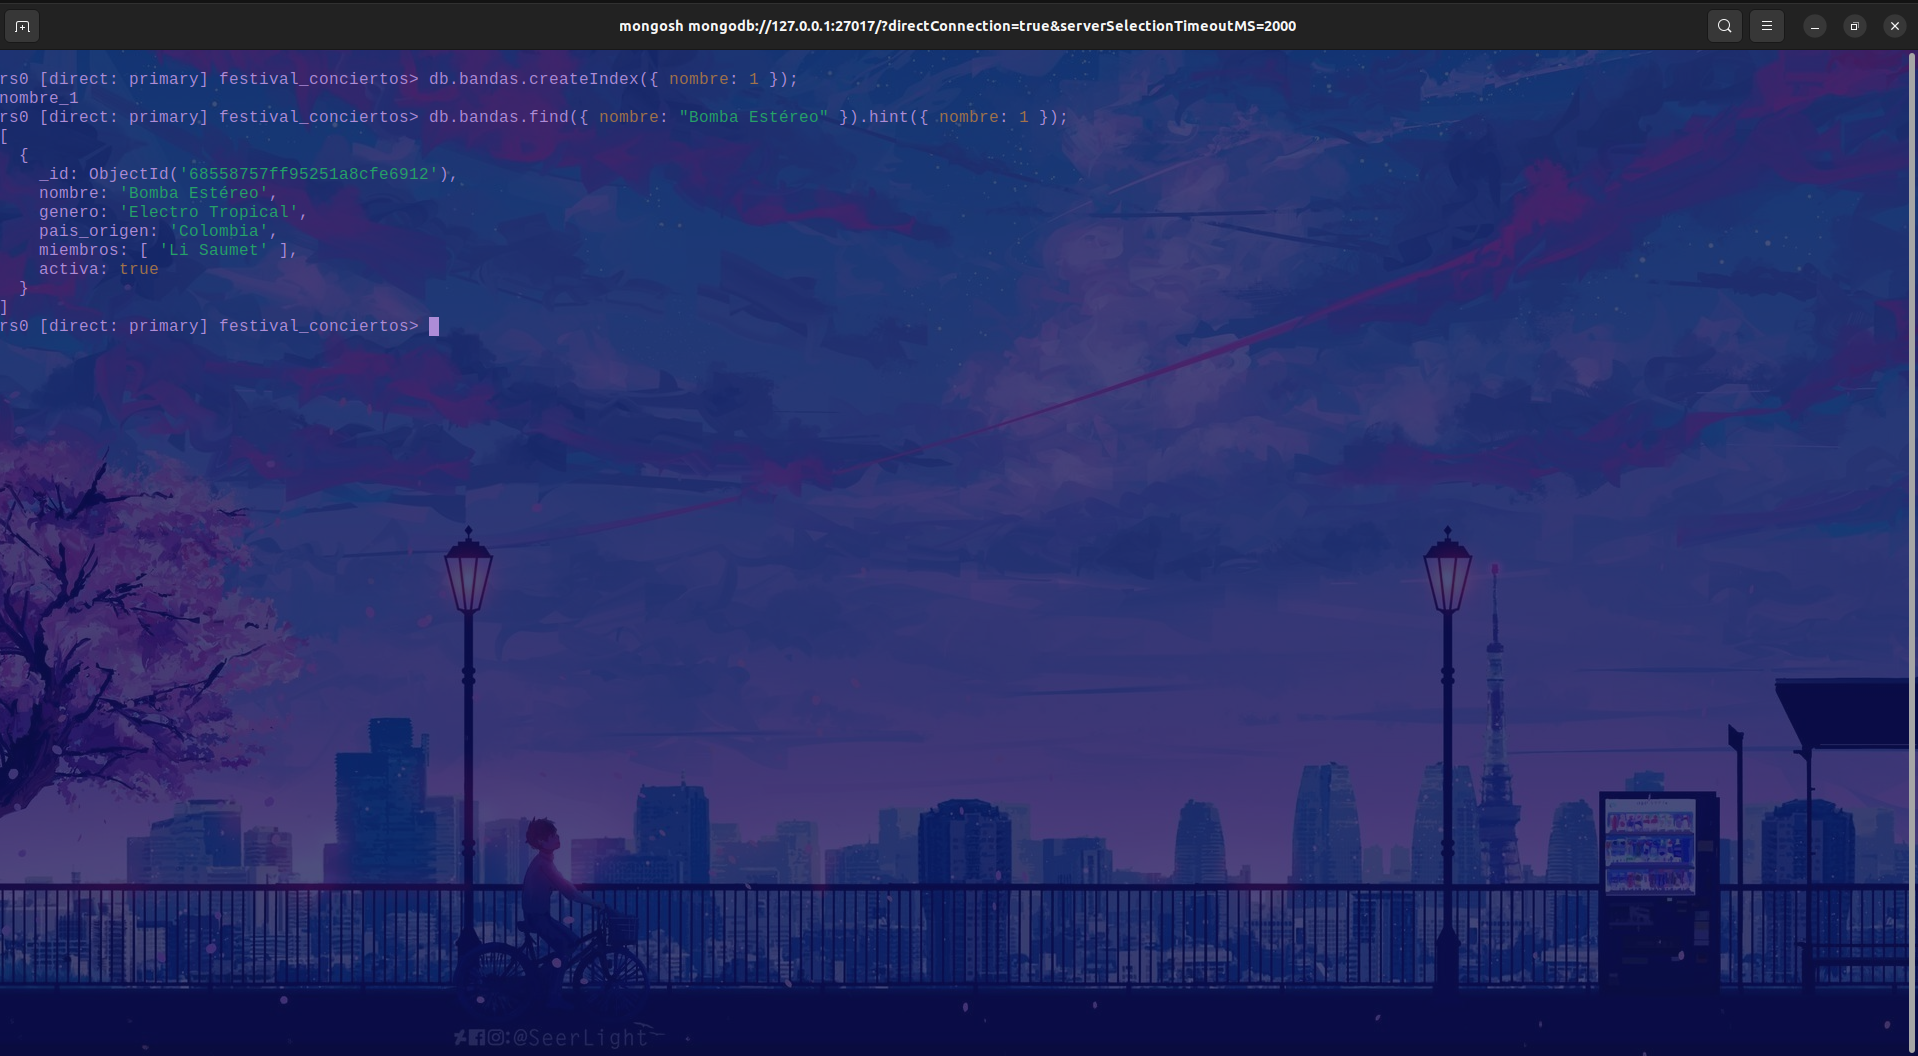 mongosh mongodb://127.0.0.1:27017/?directConnection=true&serverSelectionTimeoutMS=2000
rs0 [direct: primary] festival_conciertos> db.bandas.createIndex({ nombre: 1 });
nombre_1
rs0 [direct: primary] festival_conciertos> db.bandas.find({ nombre: "Bomba Estéreo" }).hint({ nombre: 1 });
[
  {
    _id: ObjectId('68558757ff95251a8cfe6912'),
    nombre: 'Bomba Estéreo',
    genero: 'Electro Tropical',
    pais_origen: 'Colombia',
    miembros: [ 'Li Saumet' ],
    activa: true
  }
]
rs0 [direct: primary] festival_conciertos>
:@SeerLight